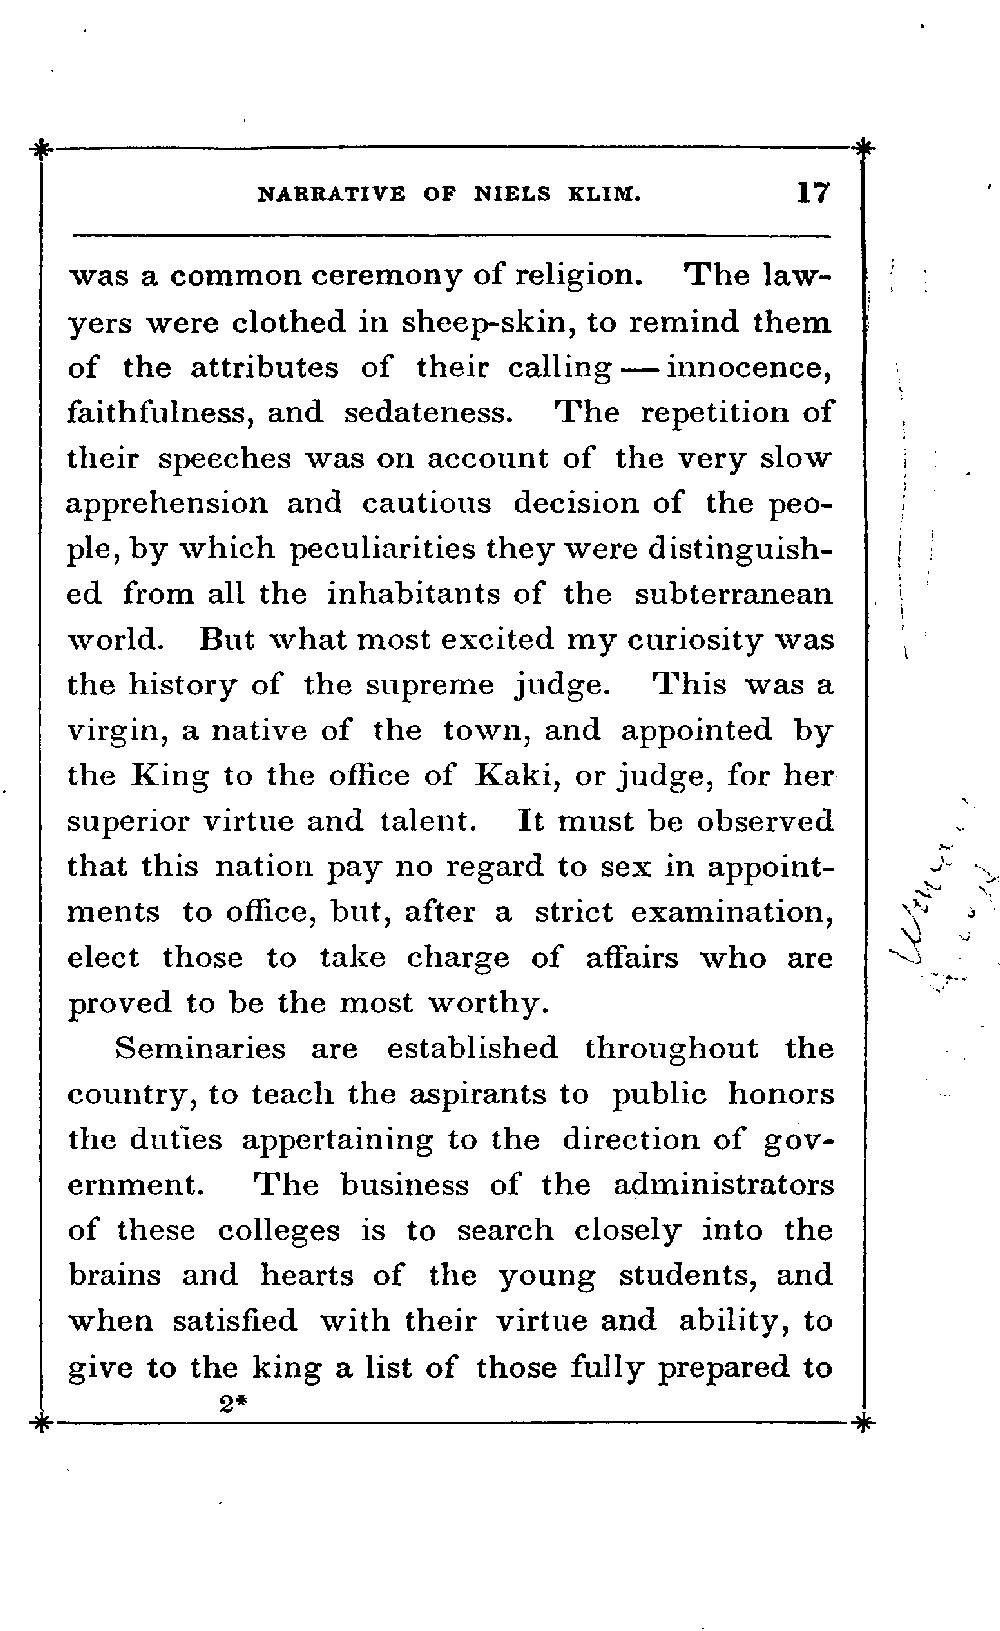 NARRATIVE OF NIELS KLIM. 17
was a common ceremony of religion. The law-
yers were clothed in sheep-skin, to remind them
of the attributes of their calling — innocence,
faithfulness, and sedateness. The repetition of
their speeches was on account of the very slow
apprehension and cautious decision of the peo-
ple, by which peculiarities they were distinguish-
ed from all the inhabitants of the subterranean
world. But what most excited my curiosity was
the history of the supreme judge. This was a
virgin, a native of the town, and appointed by
the King to the office of Kaki, or judge, for her
superior virtue and talent. It must be observed
that this nation pay no regard to sex in appoint-
ments to office, but, after a strict examination,
elect those to take charge of affairs who are
proved to be the most worthy.
Seminaries are established throughout the
country, to teach the aspirants to public honors
the duties appertaining to the direction of gov-
ernment. The business of the administrators
of these colleges is to search closely into the
brains and hearts of the young students, and
when satisfied with their virtue and ability, to
give to the king a list of those fully prepared to
2*